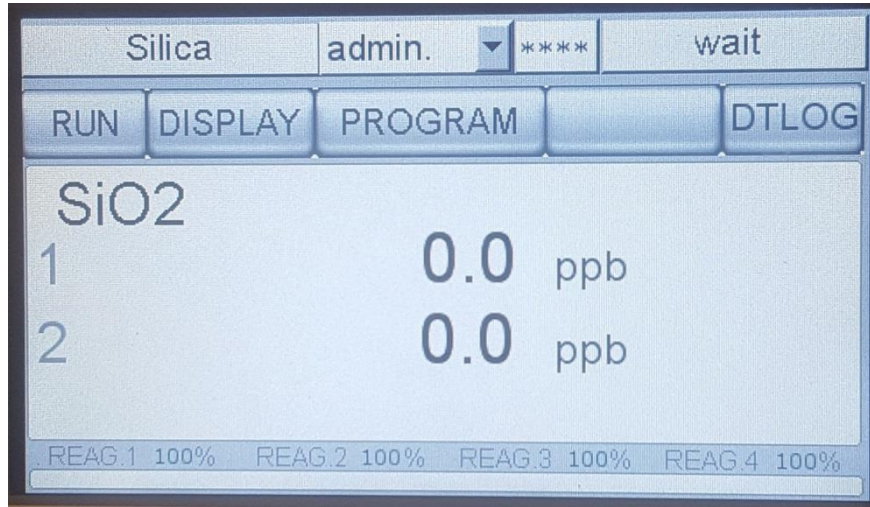 Silica admin. **** wait
RUN DISPLAY PROGRAM DTLOG
SiO2
1 0.0 ppb
2 0.0 ppb
REAG.1 100% REAG.2 100% REAG.3 100% REAG.4 100%